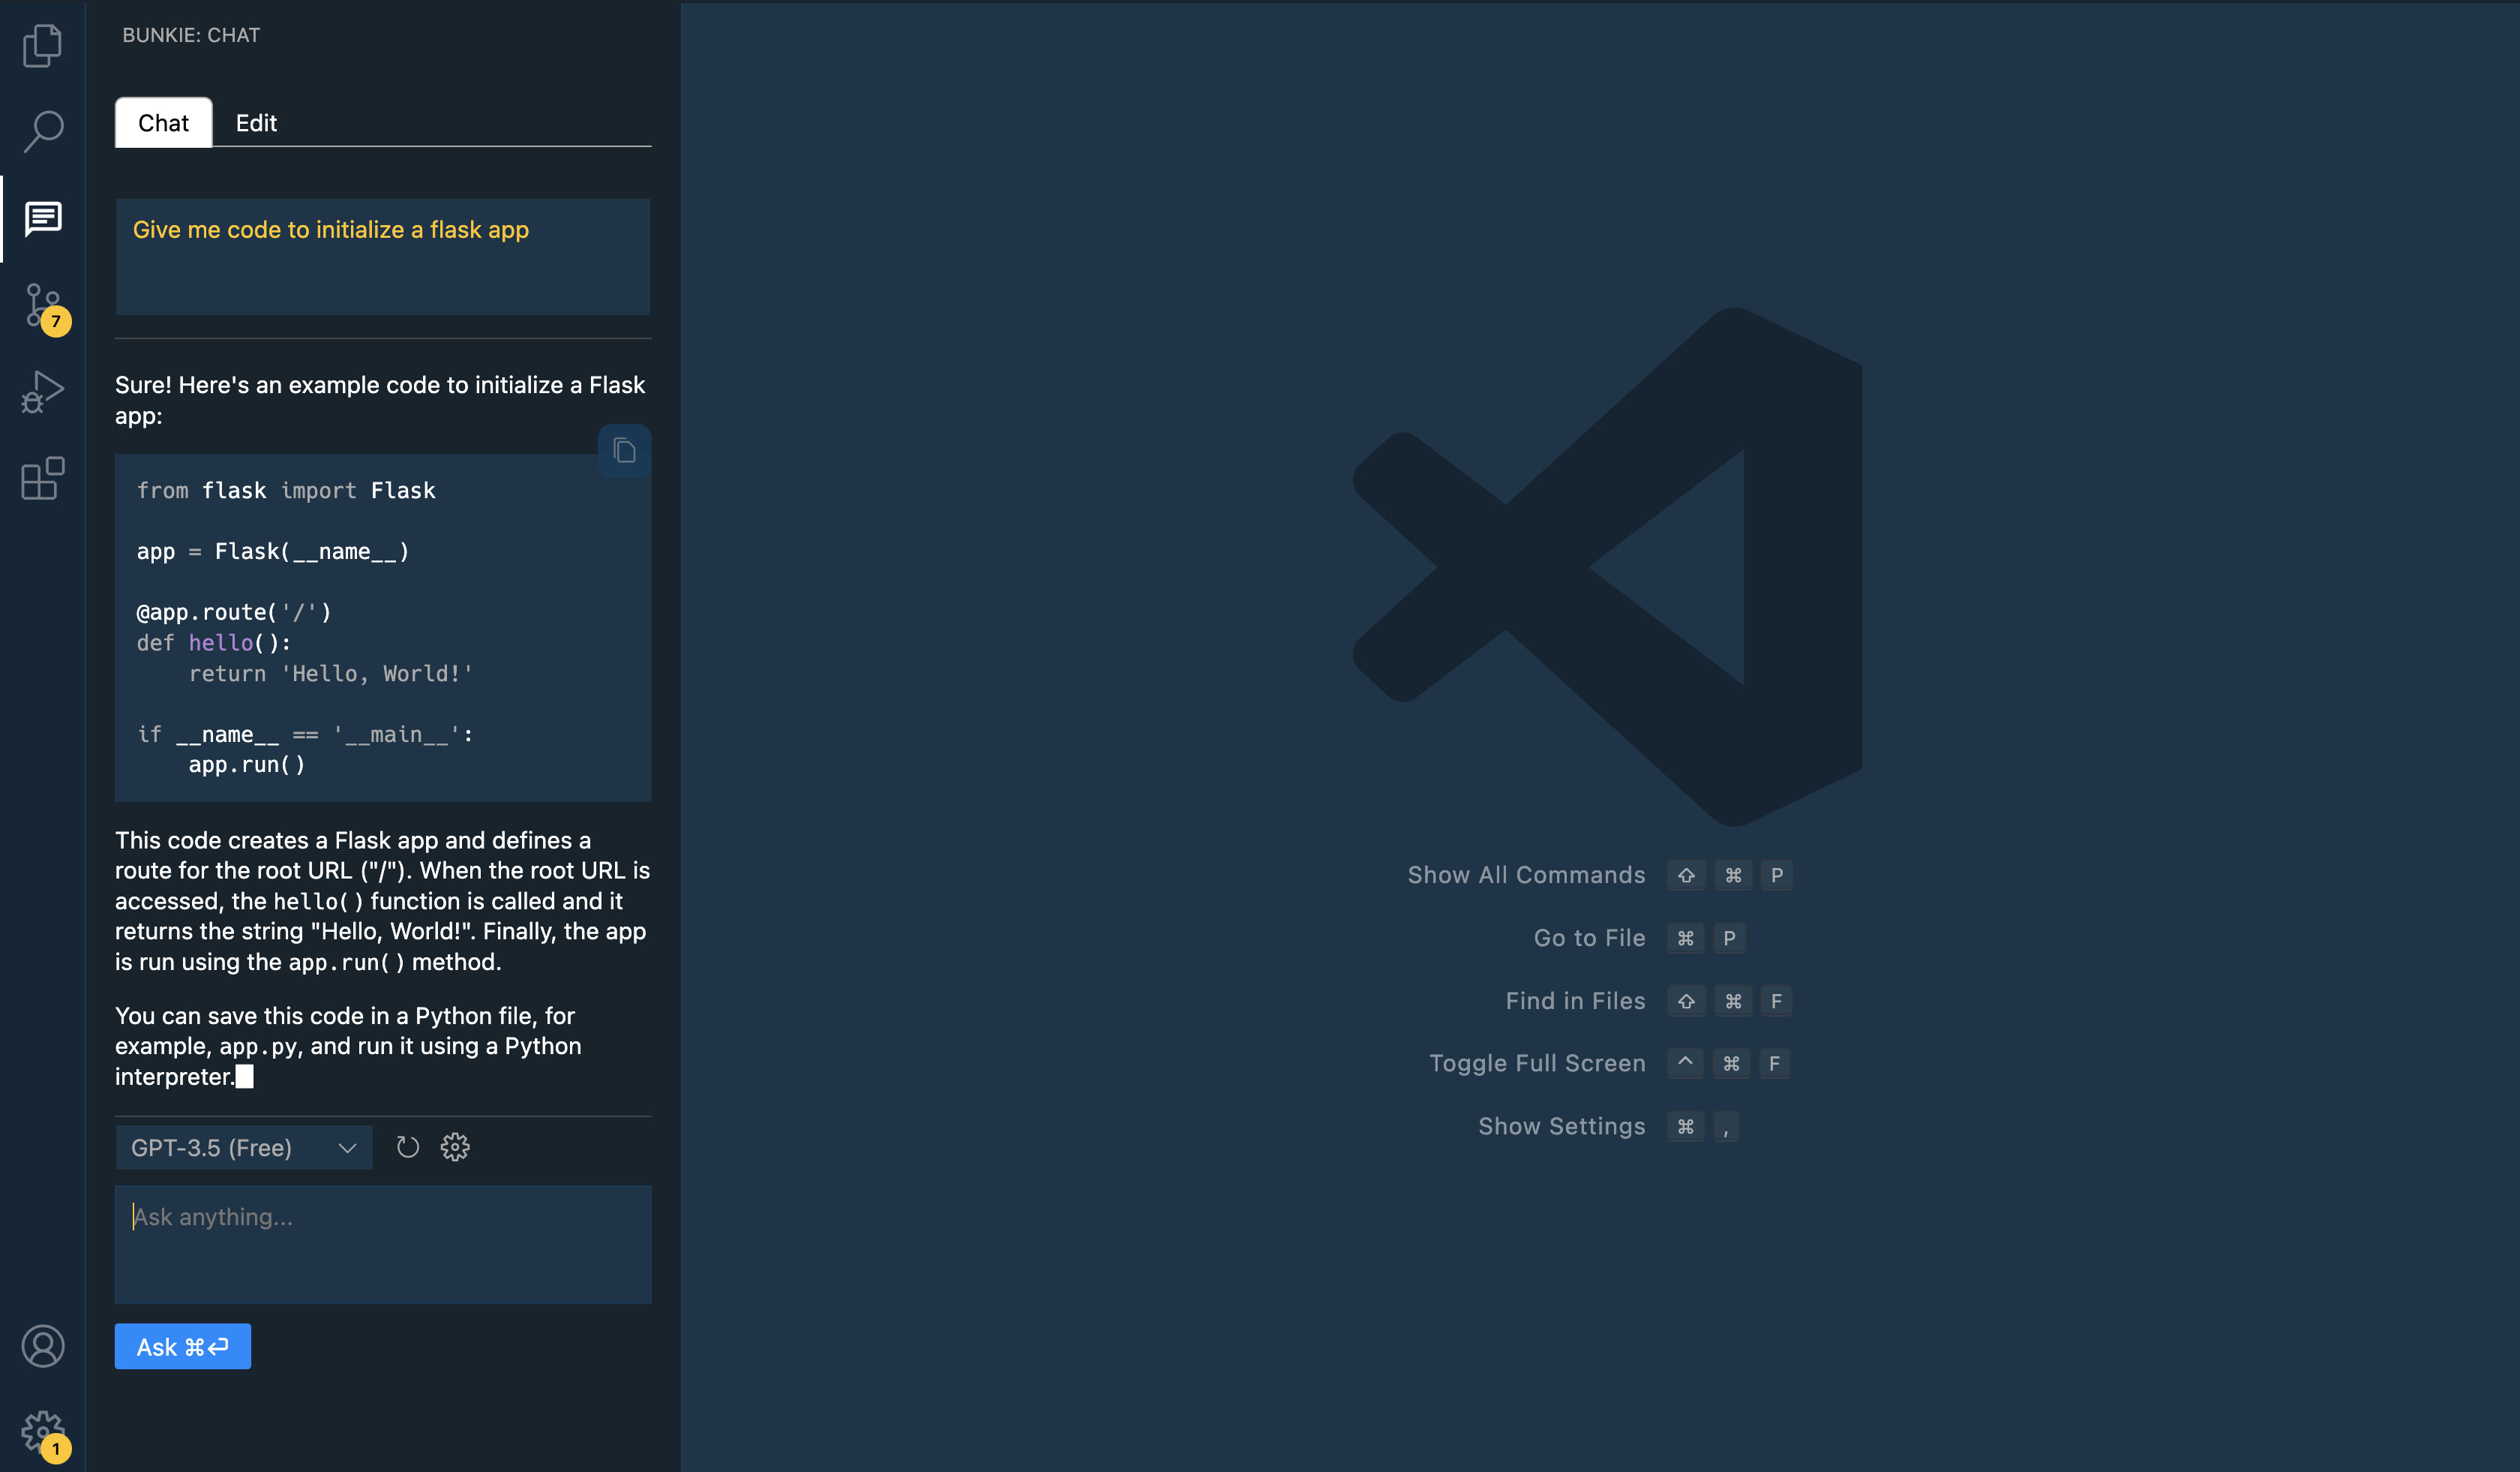 BUNKIE: CHAT
Chat Edit
Give me code to initialize a flask app
7
Sure! Here's an example code to initialize a Flask
app:
from flask import Flask
app = Flask(__name__)
@app.route('/')
def hello():
    return 'Hello, World!'
if __name__ == '__main__':
    app.run()
This code creates a Flask app and defines a
route for the root URL ("/"). When the root URL is
accessed, the hello() function is called and it
returns the string "Hello, World!". Finally, the app
is run using the app.run() method.
You can save this code in a Python file, for
example, app.py, and run it using a Python
interpreter.
GPT-3.5 (Free)
Ask anything...
Ask ⌘⏎
1
Show All Commands ⇧ ⌘ P
Go to File ⌘ P
Find in Files ⇧ ⌘ F
Toggle Full Screen ⌃ ⌘ F
Show Settings ⌘ ,